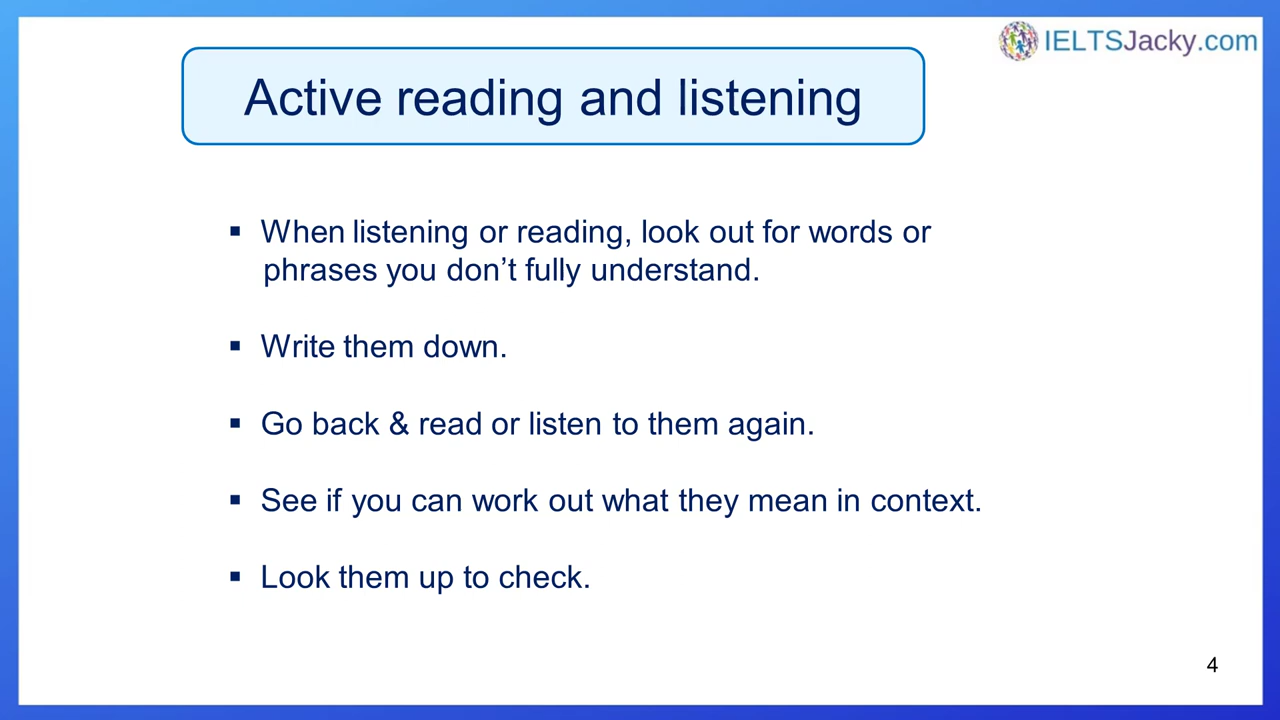 IELTSJacky.com
Active reading and listening
▪ When listening or reading, look out for words or
phrases you don’t fully understand.
▪ Write them down.
▪ Go back & read or listen to them again.
▪ See if you can work out what they mean in context.
▪ Look them up to check.
4